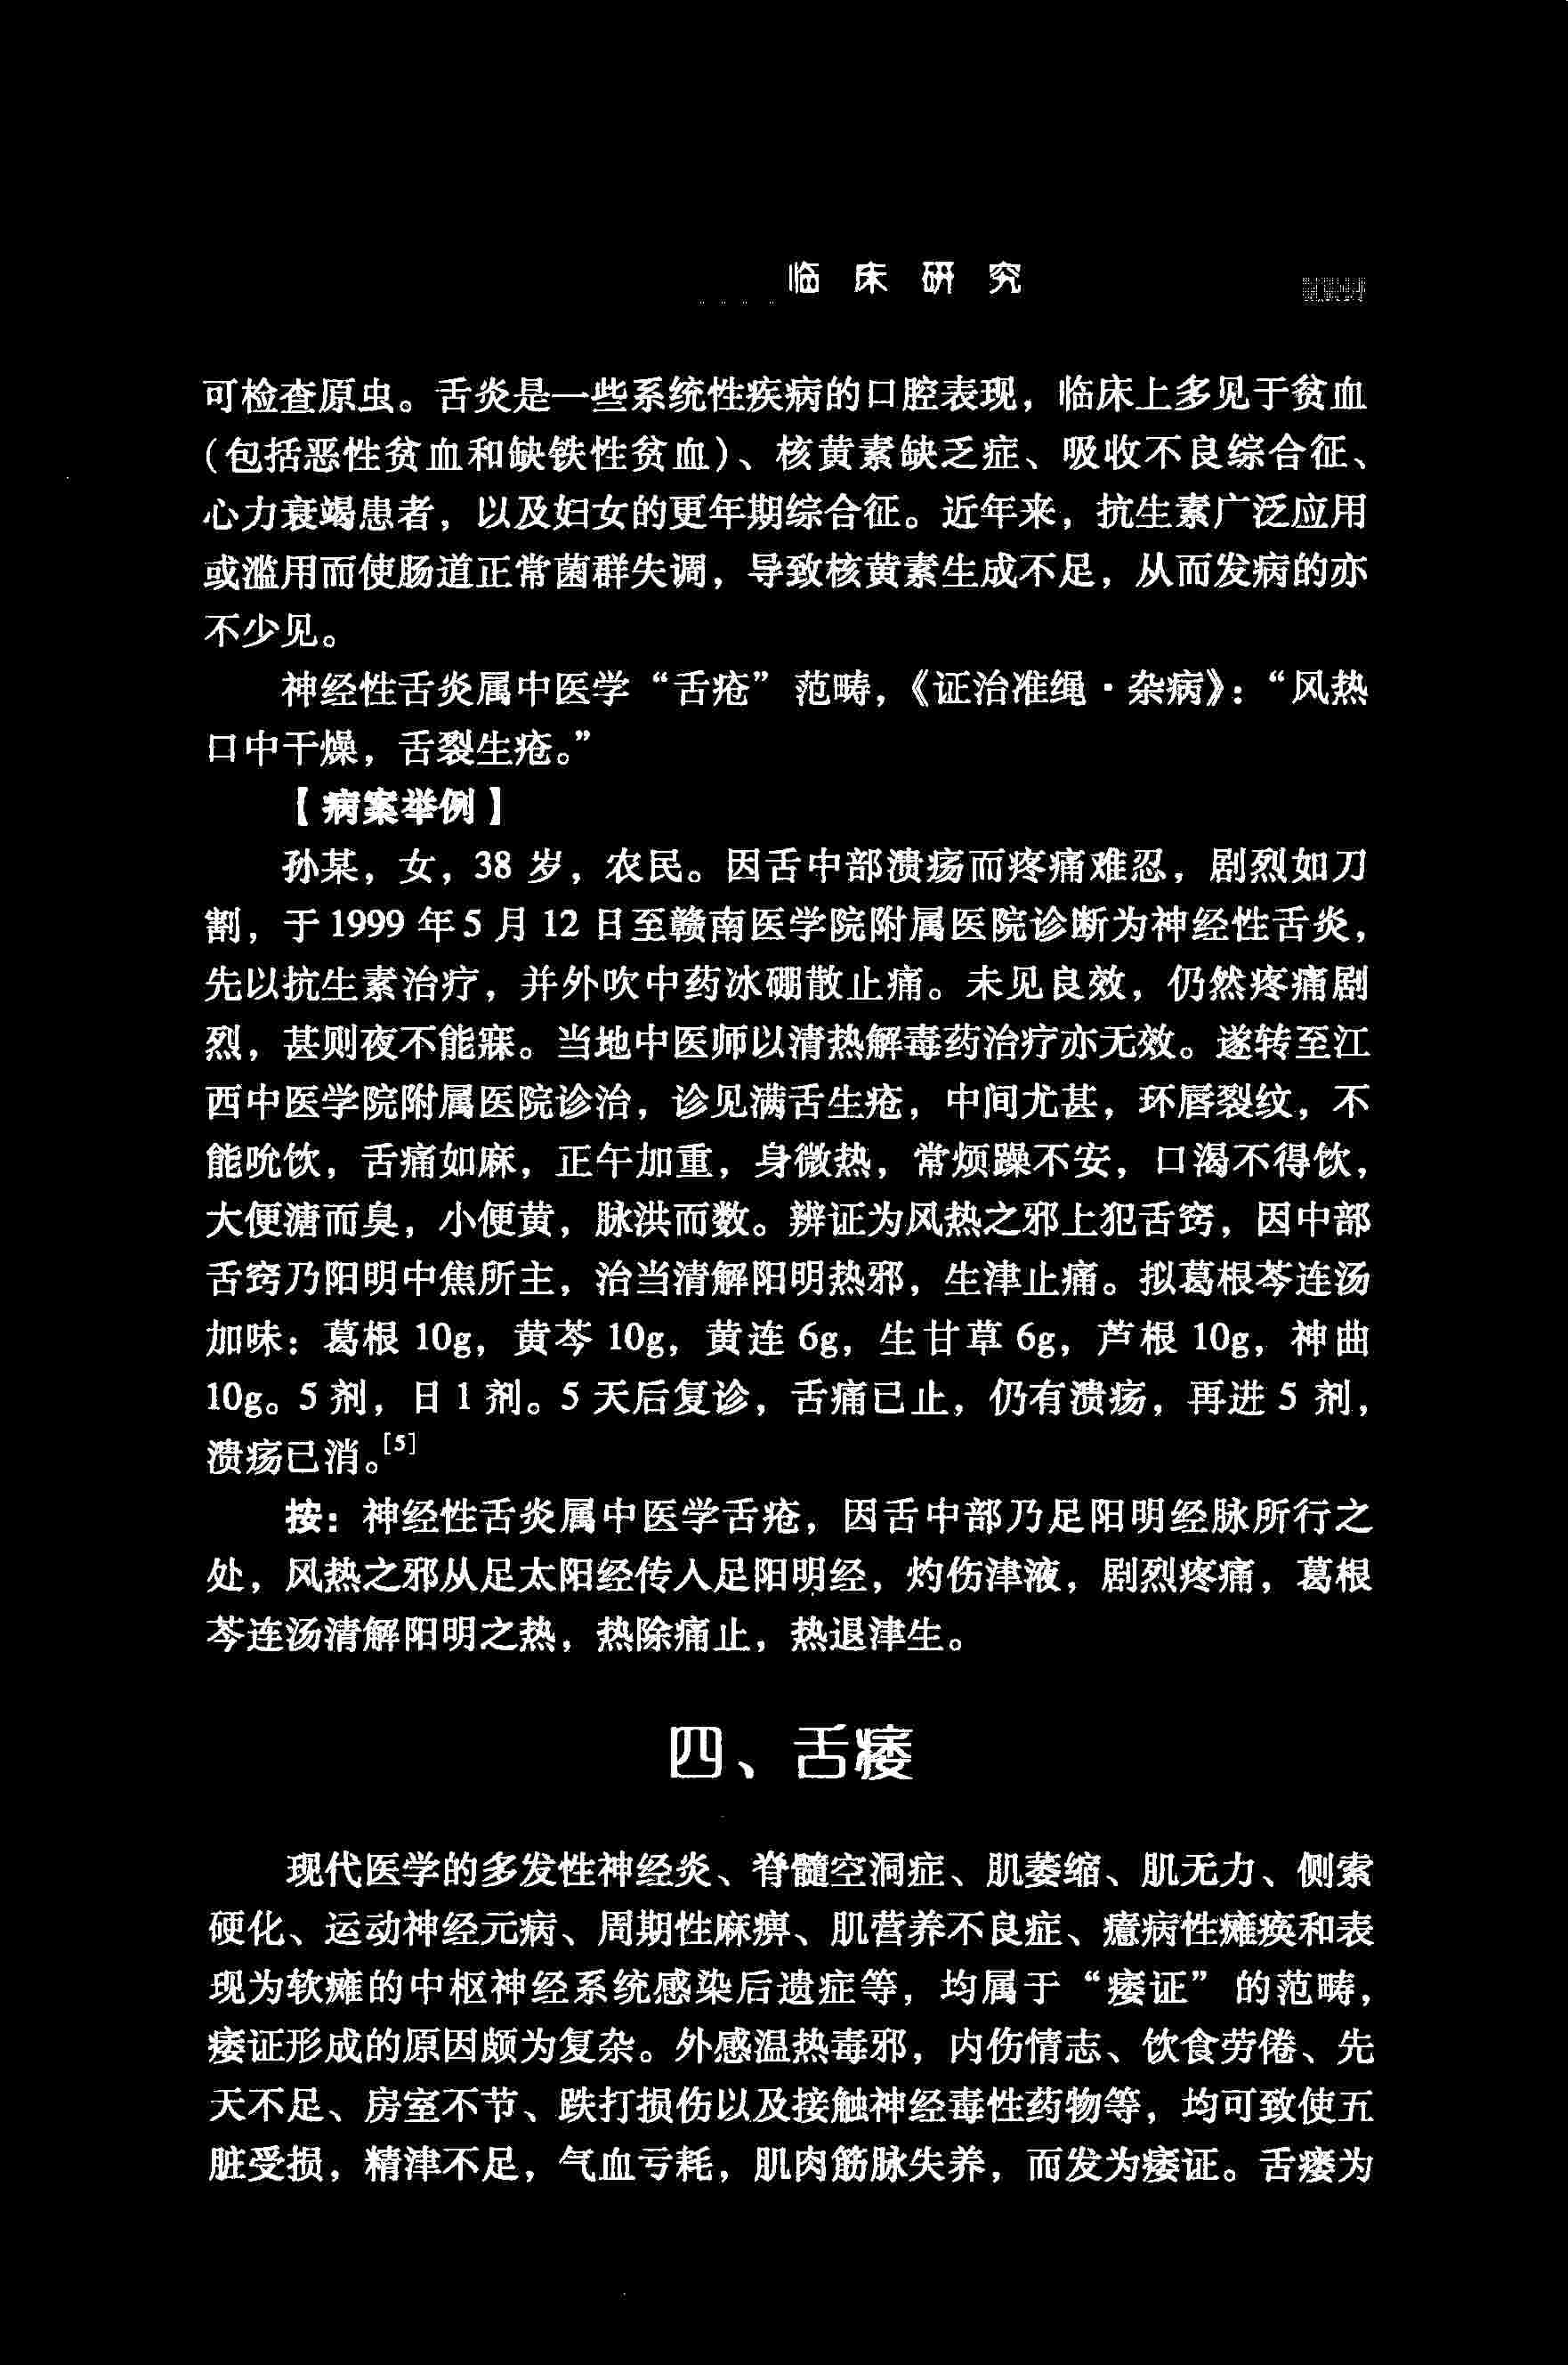 临床研究
可检查原虫。舌炎是一些系统性疾病的口腔表现，临床上多见于贫血
(包括恶性贫血和缺铁性贫血)、核黄素缺乏症、吸收不良综合征、
心力衰竭患者，以及妇女的更年期综合征。近年来，抗生素广泛应用
或滥用而使肠道正常菌群失调，导致核黄素生成不足，从而发病的亦
不少见。
神经性舌炎属中医学“舌疮”范畴，《证治准绳·杂病》：“风热
口中干燥，舌裂生疮。”
【病案举例】
孙某，女，38 岁，农民。因舌中部溃疡而疼痛难忍，剧烈如刀
割，于 1999 年 5 月 12 日至赣南医学院附属医院诊断为神经性舌炎，
先以抗生素治疗，并外吹中药冰硼散止痛。未见良效，仍然疼痛剧
烈，甚则夜不能寐。当地中医师以清热解毒药治疗亦无效。遂转至江
西中医学院附属医院诊治，诊见满舌生疮，中间尤甚，环唇裂纹，不
能吮饮，舌痛如麻，正午加重，身微热，常烦躁不安，口渴不得饮，
大便溏而臭，小便黄，脉洪而数。辨证为风热之邪上犯舌窍，因中部
舌窍乃阳明中焦所主，治当清解阳明热邪，生津止痛。拟葛根芩连汤
加味：葛根 10g，黄芩 10g，黄连 6g，生甘草 6g，芦根 10g，神曲
10g。5 剂，日 1 剂。5 天后复诊，舌痛已止，仍有溃疡，再进 5 剂，
溃疡已消。[5]
按：神经性舌炎属中医学舌疮，因舌中部乃足阳明经脉所行之
处，风热之邪从足太阳经传入足阳明经，灼伤津液，剧烈疼痛，葛根
芩连汤清解阳明之热，热除痛止，热退津生。
四、舌痿
现代医学的多发性神经炎、脊髓空洞症、肌萎缩、肌无力、侧索
硬化、运动神经元病、周期性麻痹、肌营养不良症、癔病性瘫痪和表
现为软瘫的中枢神经系统感染后遗症等，均属于“痿证”的范畴，
痿证形成的原因颇为复杂。外感温热毒邪，内伤情志、饮食劳倦、先
天不足、房室不节、跌打损伤以及接触神经毒性药物等，均可致使五
脏受损，精津不足，气血亏耗，肌肉筋脉失养，而发为痿证。舌痿为